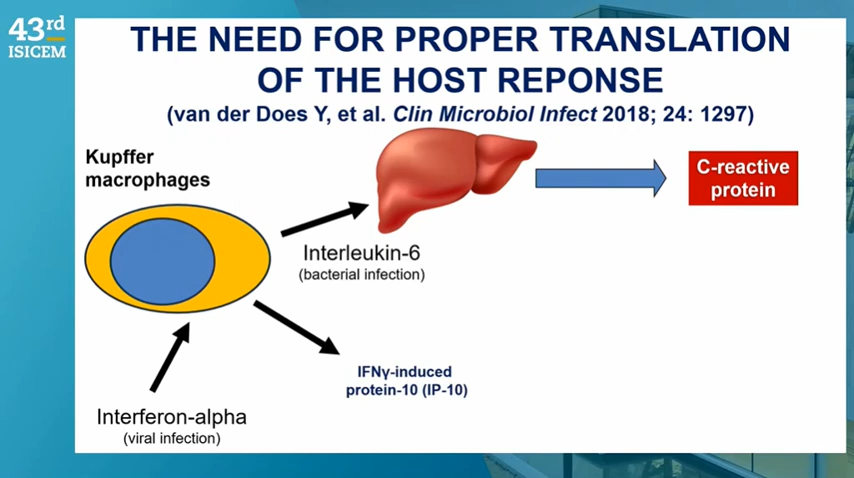 43rd
ISICEM
THE NEED FOR PROPER TRANSLATION
OF THE HOST REPONSE
(van der Does Y, et al. Clin Microbiol Infect 2018; 24: 1297)
Kupffer
macrophages
C-reactive
protein
Interleukin-6
(bacterial infection)
IFNγ-induced
protein-10 (IP-10)
Interferon-alpha
(viral infection)